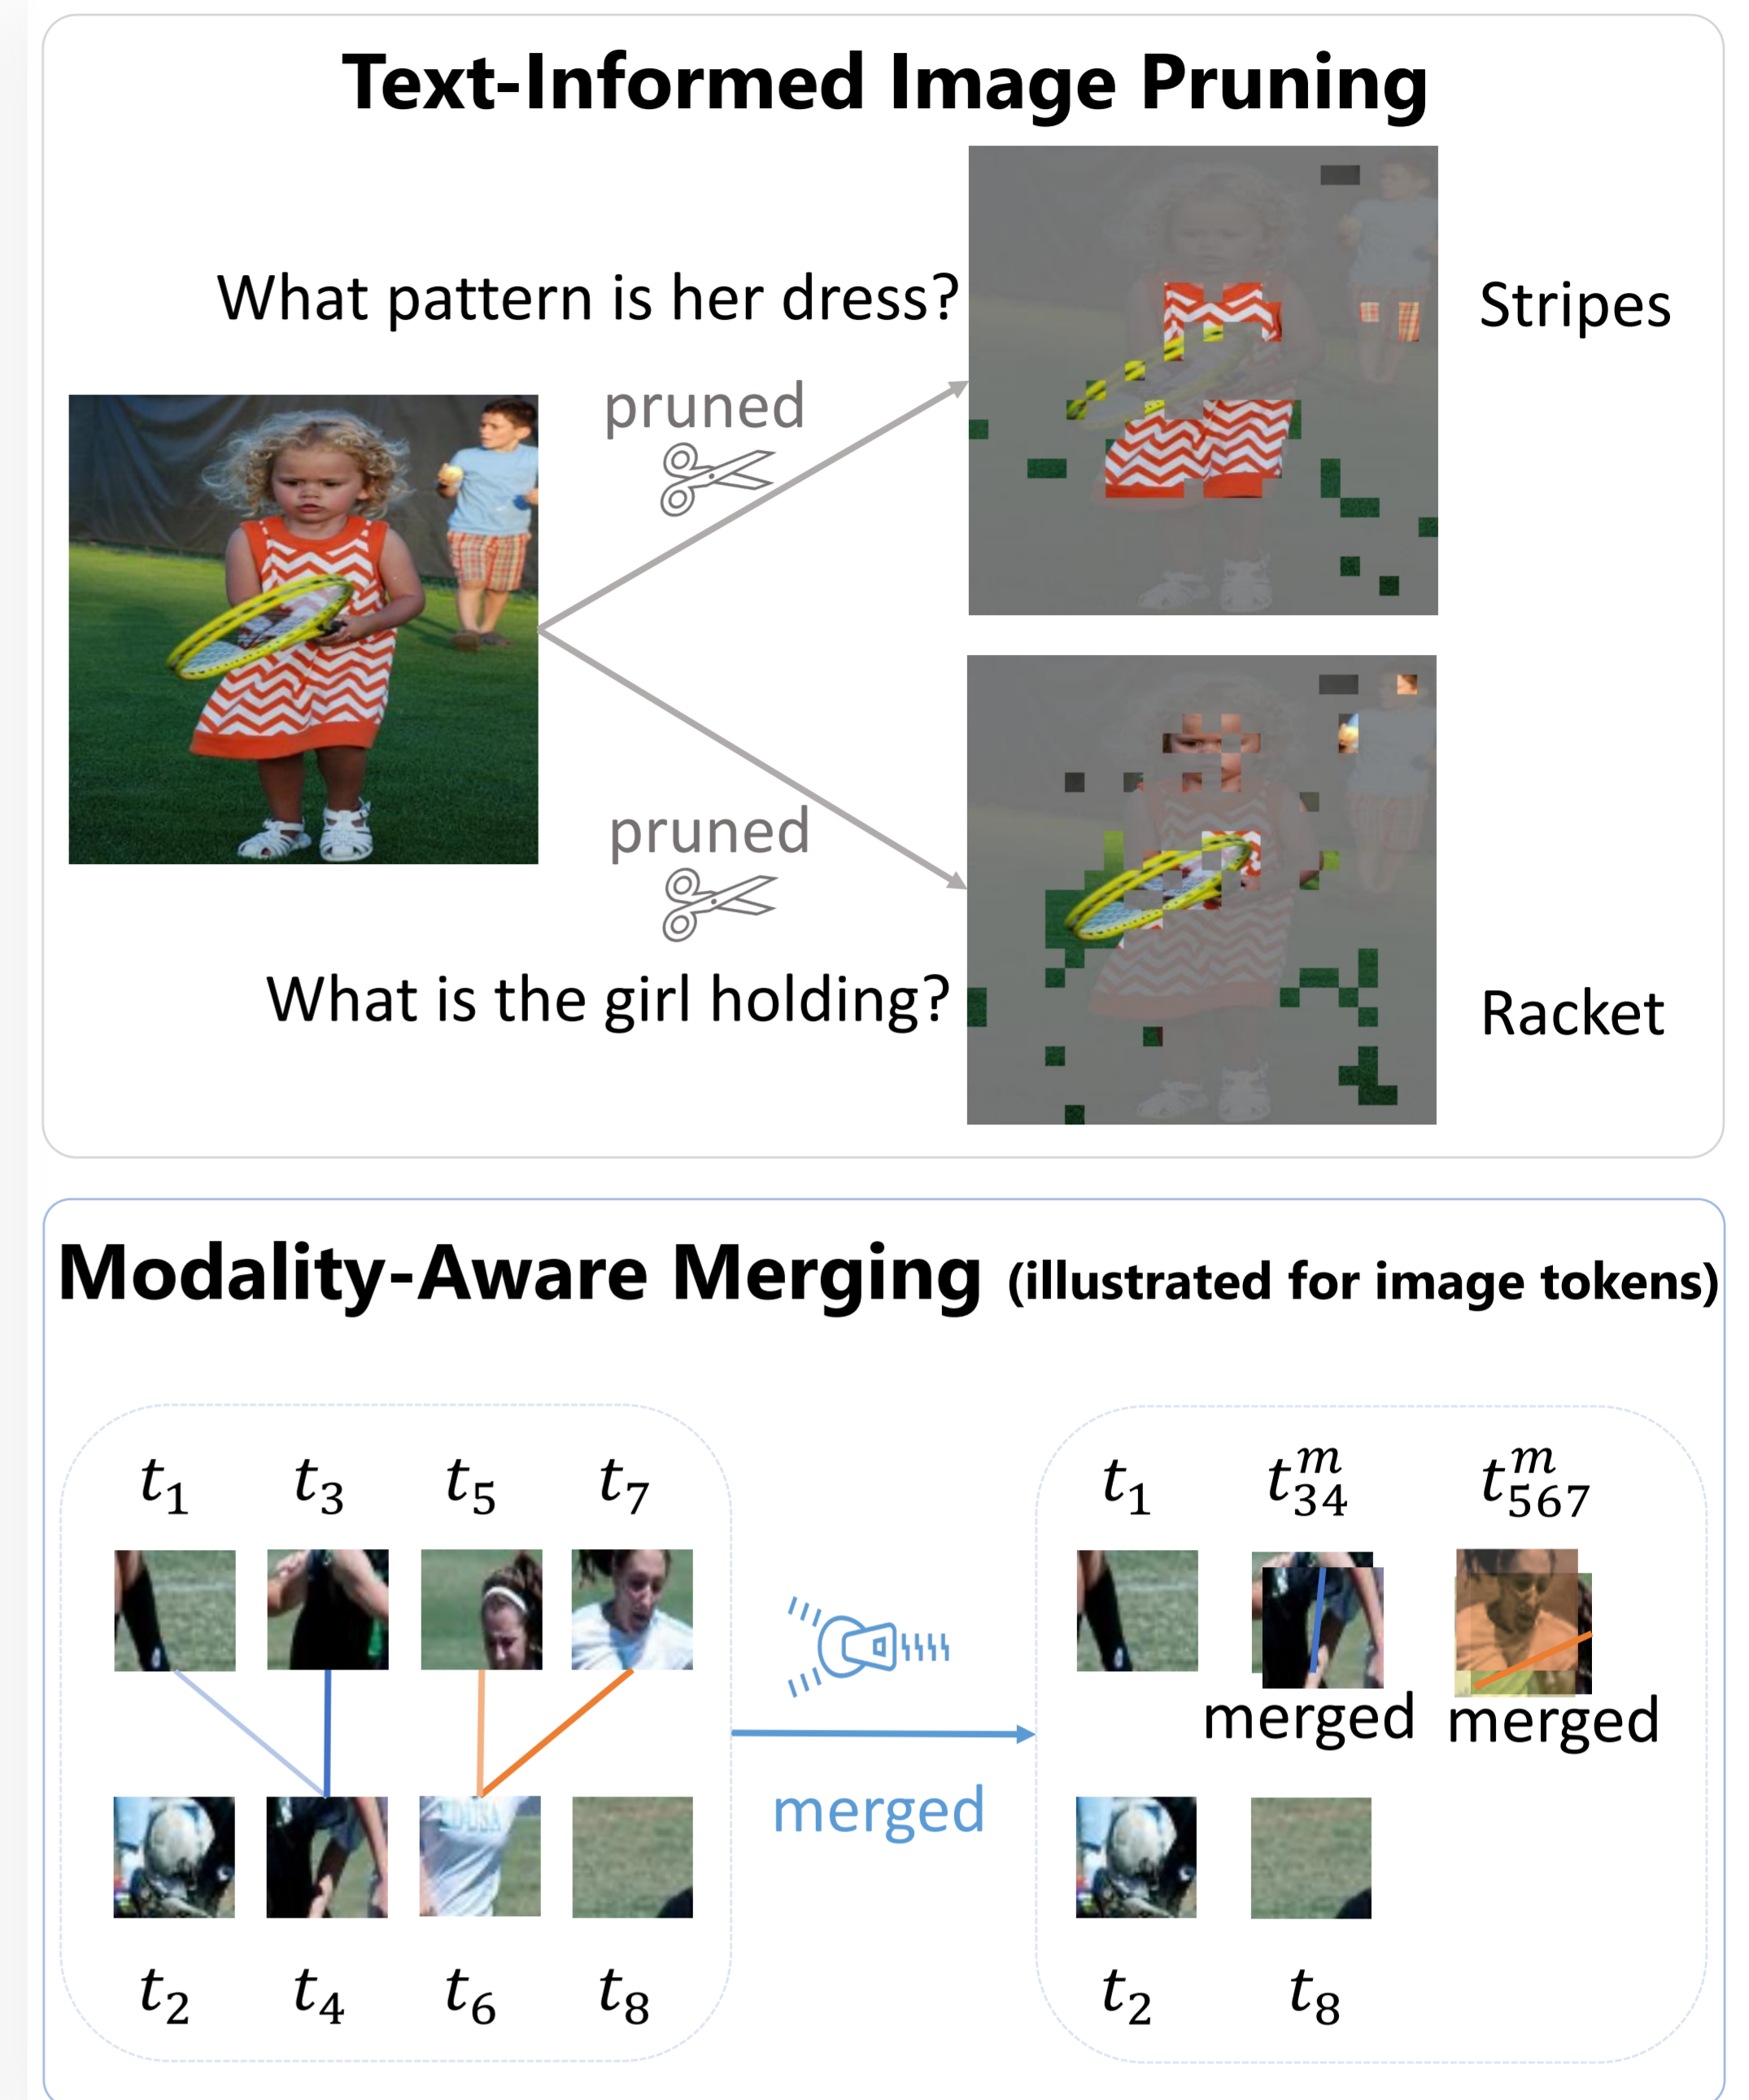 Text-Informed Image Pruning
What pattern is her dress?
Stripes
pruned
pruned
What is the girl holding?
Racket
Modality-Aware Merging (illustrated for image tokens)
t₁ t₃ t₅ t₇
t₁ t₃₄ᵐ t₅₆₇ᵐ
merged merged
merged
t₂ t₄ t₆ t₈
t₂ t₈